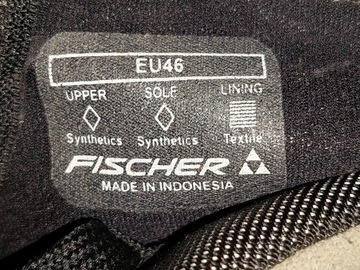 EU46
UPPER SOLE LINING
Synthetics Synthetics Textile
FISCHER
MADE IN INDONESIA